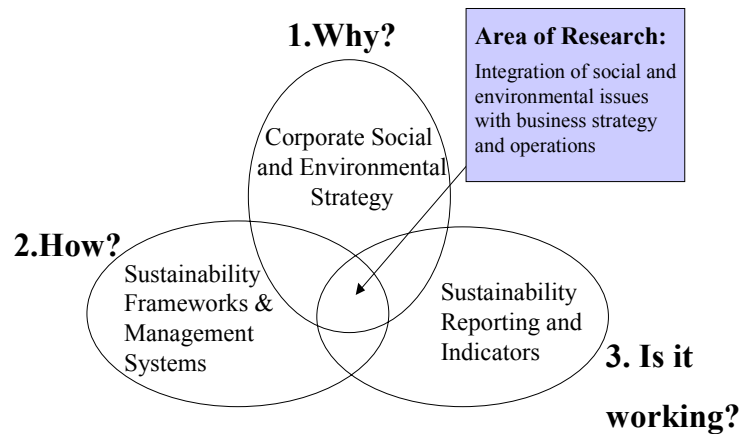 1.Why?
Area of Research:
Integration of social and
environmental issues
with business strategy
and operations
Corporate Social
and Environmental
Strategy
2.How?
Sustainability
Frameworks &
Management
Systems
Sustainability
Reporting and
Indicators
3. Is it
working?